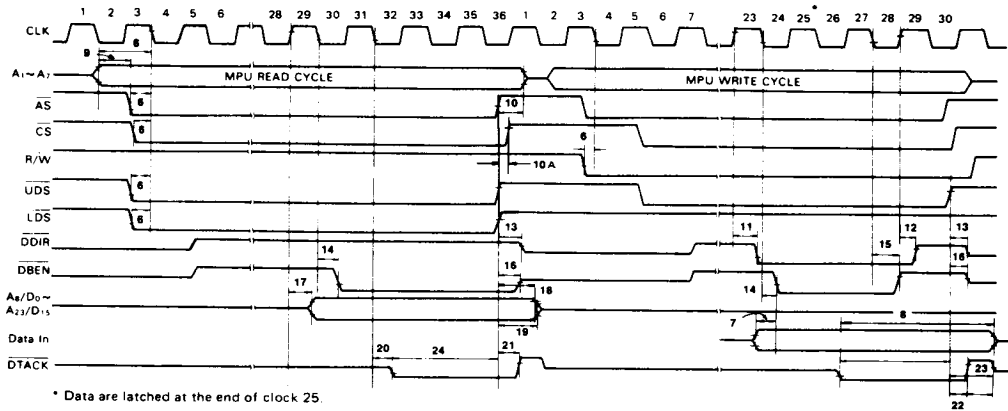 1 2 3 4 5 6 7 28 29 30 31 32 33 34 35 36 1 2 3 4 5 6 7 23 24 25* 26 27 28 29 30
CLK
9 6
A₁~A₇ MPU READ CYCLE MPU WRITE CYCLE
AS 6 10
CS 6 6
R/W 10A
UDS 6
LDS 6
DDIR 13 11 12 13
DBEN 14 16 14 15 16
A₈/D₀~
A₂₃/D₁₅ 17 18
19
7 8
Data In
DTACK 20 24 21 23
22
* Data are latched at the end of clock 25.